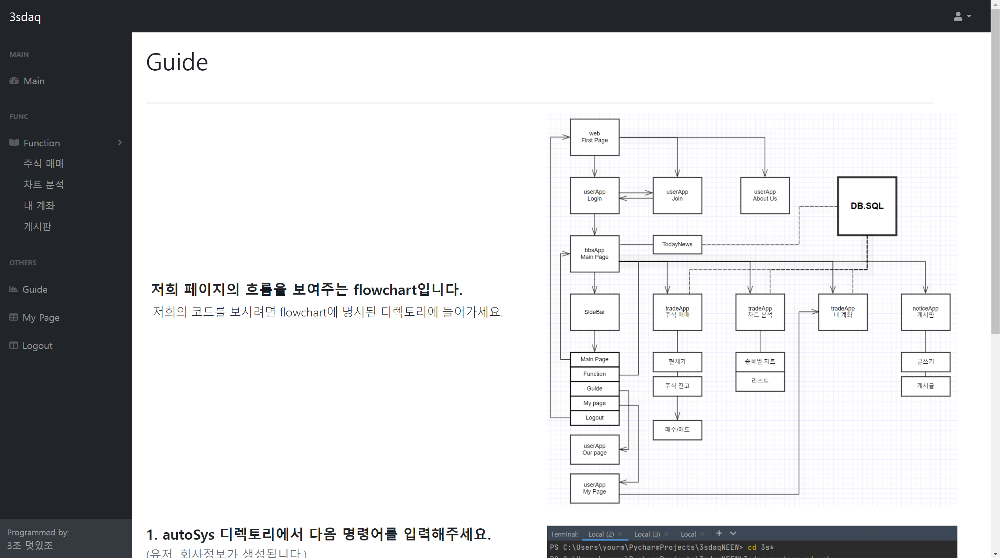 3sdaq
MAIN
Main
FUNC
Function
주식 매매
차트 분석
내 계좌
게시판
OTHERS
Guide
My Page
Logout
Programmed by:
3조 멋있조
Guide
저희 페이지의 흐름을 보여주는 flowchart입니다.
저희의 코드를 보시려면 flowchart에 명시된 디렉토리에 들어가세요.
web
First Page
userApp
Login
userApp
Join
userApp
About Us
DB.SQL
bbsApp
Main Page
TodayNews
SideBar
tradeApp
주식 매매
tradeApp
차트 분석
tradeApp
내 계좌
noticeApp
게시판
Main Page
Function
Guide
My page
Logout
현재가
주식 잔고
매수/매도
종목별 차트
리스트
글쓰기
게시글
userApp
Our page
userApp
My Page
1. autoSys 디렉토리에서 다음 명령어를 입력해주세요.
(유저, 회사정보가 생성됩니다.)
Terminal: Local (2) Local (3) Local
PS C:\Users\yourm\PycharmProjects\3sdaqNEEW> cd 3s*